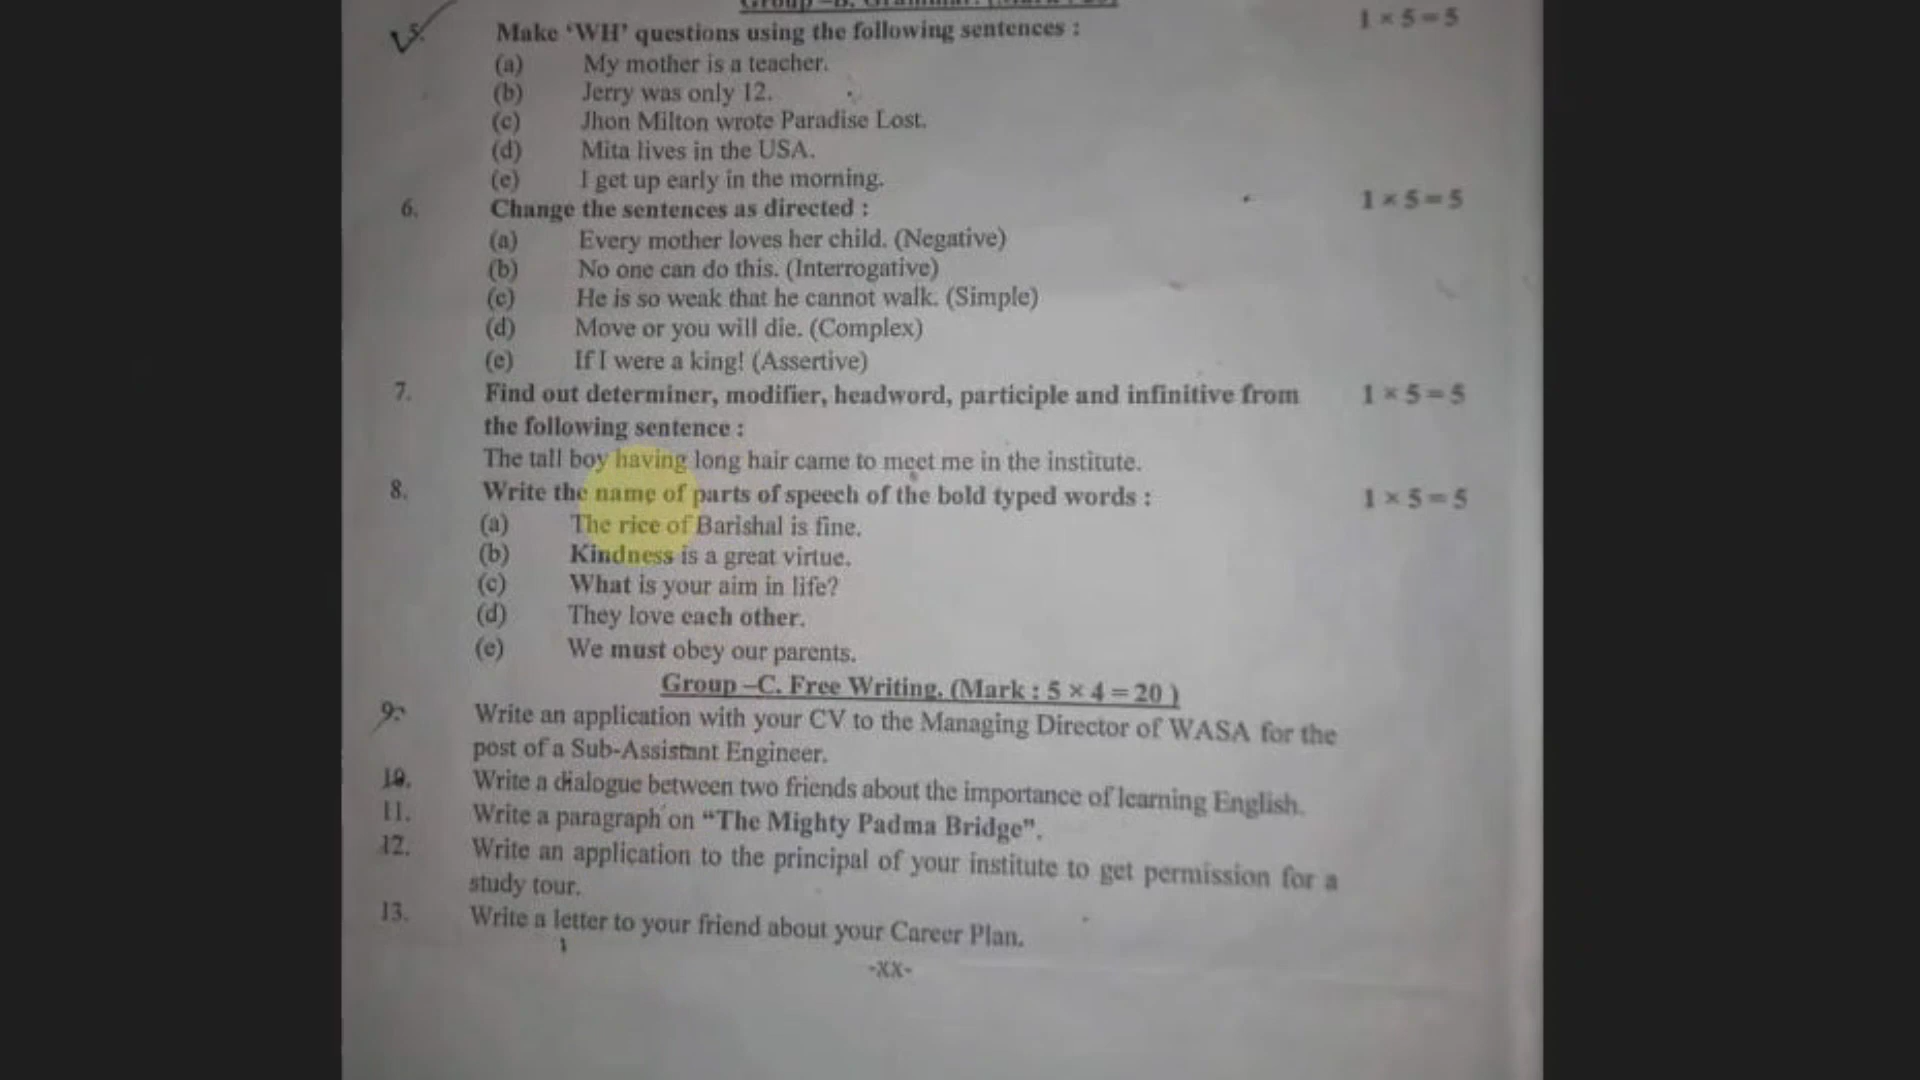 Group –B. Grammar. (Mark : 20)
5. Make ‘WH’ questions using the following sentences : 1 × 5 = 5
(a) My mother is a teacher.
(b) Jerry was only 12.
(c) Jhon Milton wrote Paradise Lost.
(d) Mita lives in the USA.
(e) I get up early in the morning.
6. Change the sentences as directed : 1 × 5 = 5
(a) Every mother loves her child. (Negative)
(b) No one can do this. (Interrogative)
(c) He is so weak that he cannot walk. (Simple)
(d) Move or you will die. (Complex)
(e) If I were a king! (Assertive)
7. Find out determiner, modifier, headword, participle and infinitive from 1 × 5 = 5
the following sentence :
The tall boy having long hair came to meet me in the institute.
8. Write the name of parts of speech of the bold typed words : 1 × 5 = 5
(a) The rice of Barishal is fine.
(b) Kindness is a great virtue.
(c) What is your aim in life?
(d) They love each other.
(e) We must obey our parents.
Group –C. Free Writing. (Mark : 5 × 4 = 20 )
9. Write an application with your CV to the Managing Director of WASA for the
post of a Sub-Assistant Engineer.
10. Write a dialogue between two friends about the importance of learning English.
11. Write a paragraph on “The Mighty Padma Bridge”.
12. Write an application to the principal of your institute to get permission for a
study tour.
13. Write a letter to your friend about your Career Plan.
-xx-